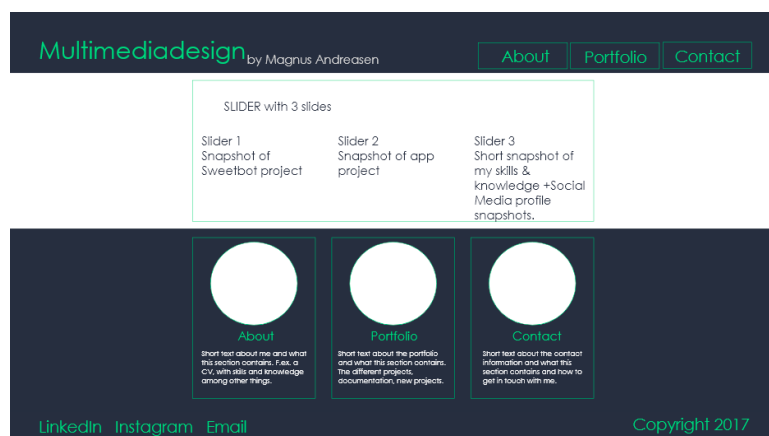 Multimediadesign by Magnus Andreasen
About Portfolio Contact
SLIDER with 3 slides
Slider 1
Snapshot of
Sweetbot project
Slider 2
Snapshot of app
project
Slider 3
Short snapshot of
my skills &
knowledge +Social
Media profile
snapshots.
About
Short text about me and what
this section contains. F.ex. a
CV, with skills and knowledge
among other things.
Portfolio
Short text about the portfolio
and what this section contains.
The different projects,
documentation, new projects.
Contact
Short text about the contact
information and what this
section contains and how to
get in touch with me.
LinkedIn Instagram Email
Copyright 2017